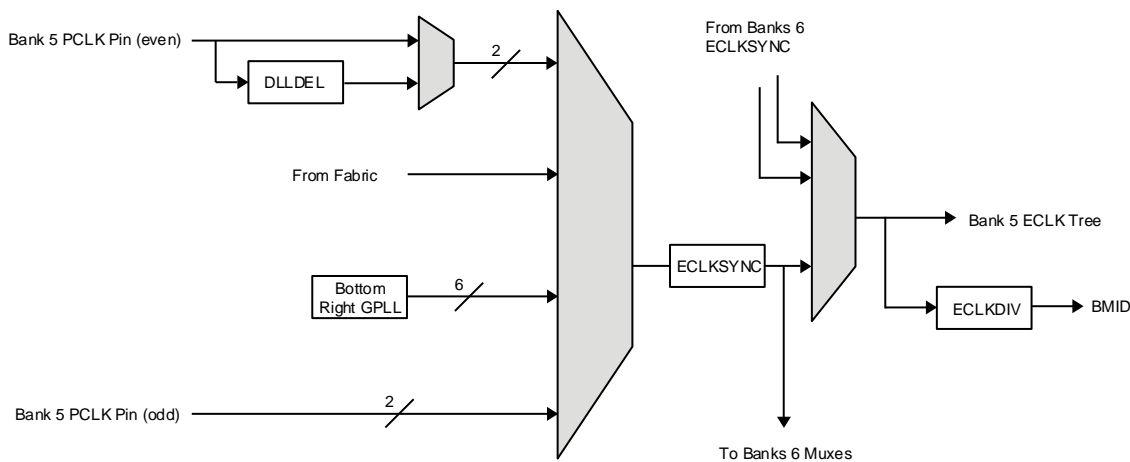 From Banks 6
ECLKSYNC
Bank 5 PCLK Pin (even)
2
DLLDEL
From Fabric
Bank 5 ECLK Tree
ECLKSYNC
Bottom
Right GPLL
6
ECLKDIV
BMID
Bank 5 PCLK Pin (odd)
2
To Banks 6 Muxes